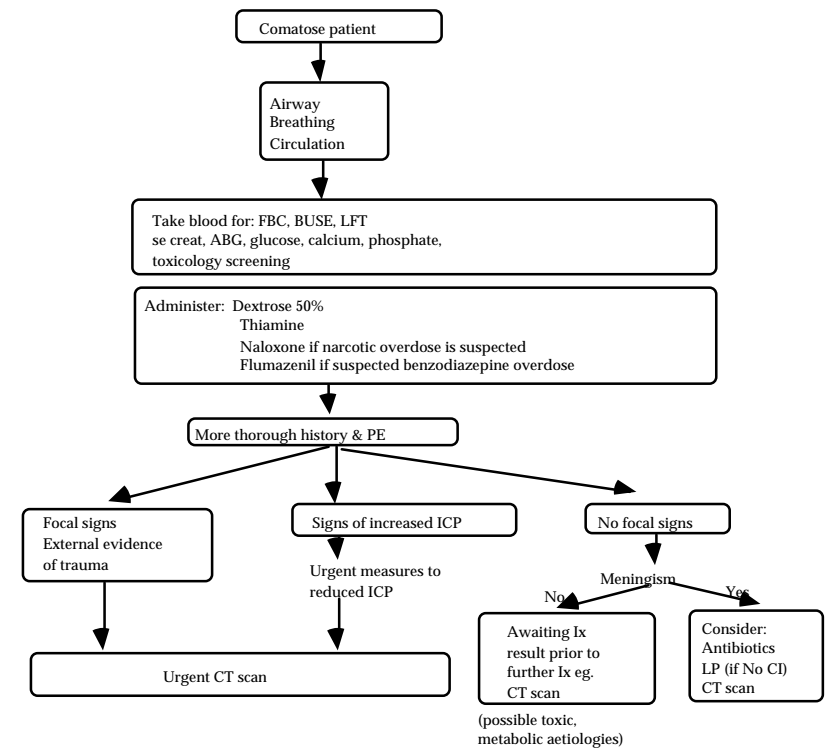 Comatose patient
Airway
Breathing
Circulation
Take blood for: FBC, BUSE, LFT
se creat, ABG, glucose, calcium, phosphate,
toxicology screening
Administer: Dextrose 50%
Thiamine
Naloxone if narcotic overdose is suspected
Flumazenil if suspected benzodiazepine overdose
More thorough history & PE
Focal signs
External evidence
of trauma
Signs of increased ICP
Urgent measures to
reduced ICP
Urgent CT scan
No focal signs
Meningism
No
Yes
Awaiting Ix
result prior to
further Ix eg.
CT scan
(possible toxic,
metabolic aetiologies)
Consider:
Antibiotics
LP (if No CI)
CT scan